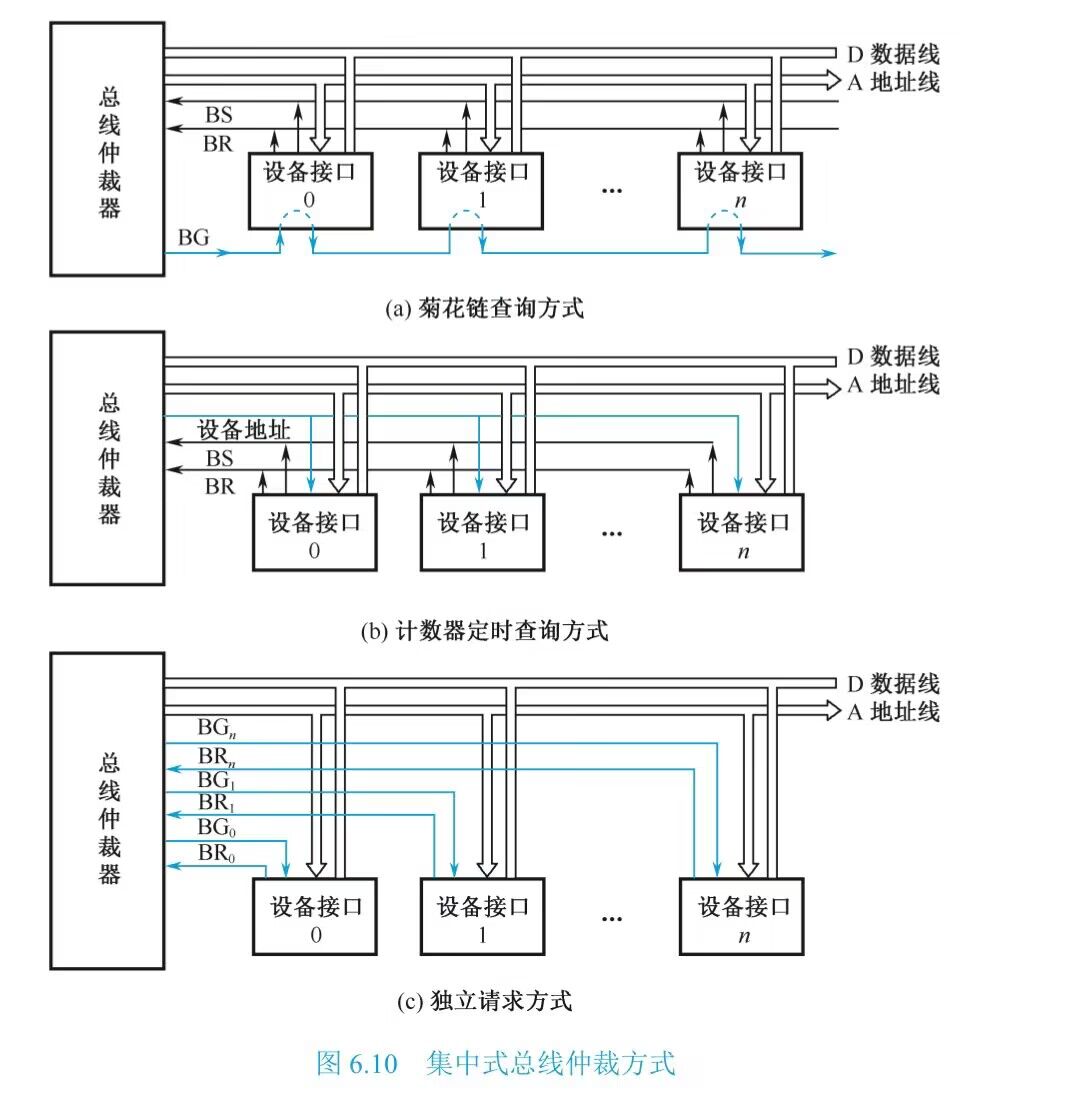 D 数据线
A 地址线
总线仲裁器
BS
BR
设备接口
0
设备接口
1
...
设备接口
n
BG
(a) 菊花链查询方式
D 数据线
A 地址线
总线仲裁器
设备地址
BS
BR
设备接口
0
设备接口
1
...
设备接口
n
(b) 计数器定时查询方式
D 数据线
A 地址线
总线仲裁器
BGn
BRn
BG1
BR1
BG0
BR0
设备接口
0
设备接口
1
...
设备接口
n
(c) 独立请求方式
图 6.10 集中式总线仲裁方式